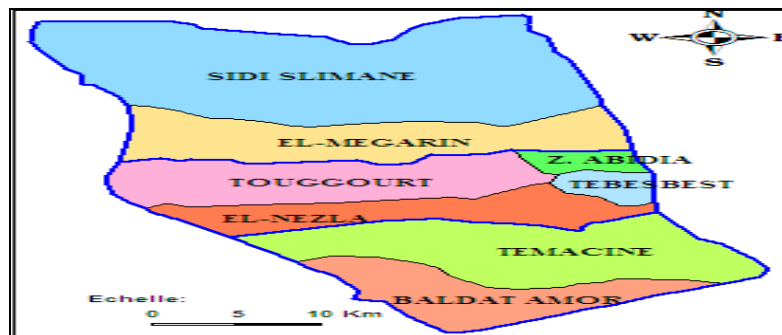 N
W
E
S
SIDI SLIMANE
EL-MEGARIN
Z. ABIDIA
TOUGGOURT
TEBESBEST
EL-NEZLA
TEMACINE
BALDAT AMOR
Echelle:
0 5 10 Km